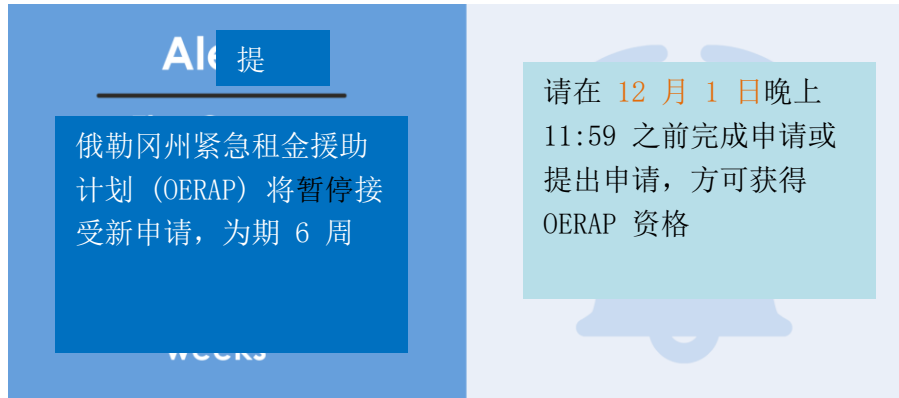 Ale
提
俄勒冈州紧急租金援助
计划 (OERAP) 将暂停接
受新申请，为期 6 周
weeks
请在 12 月 1 日晚上
11:59 之前完成申请或
提出申请，方可获得
OERAP 资格